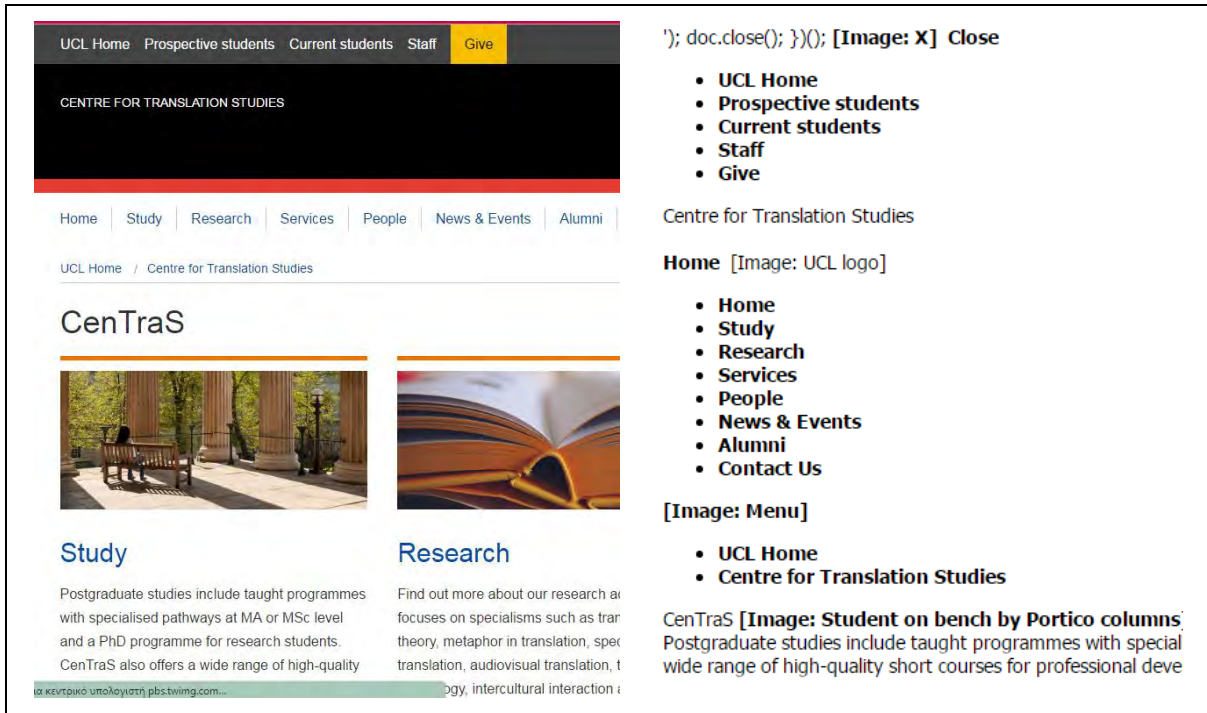 UCL Home Prospective students Current students Staff Give
CENTRE FOR TRANSLATION STUDIES
Home Study Research Services People News & Events Alumni
UCL Home / Centre for Translation Studies
CenTraS
Study
Postgraduate studies include taught programmes
with specialised pathways at MA or MSc level
and a PhD programme for research students.
CenTraS also offers a wide range of high-quality
Research
Find out more about our research
focuses on specialisms such as
theory, metaphor in translation,
translation, audiovisual translation,
intercultural interaction
κεντρικό υπολογιστή pbs.twimg.com...
'); doc.close(); })(); [Image: X] Close
• UCL Home
• Prospective students
• Current students
• Staff
• Give
Centre for Translation Studies
Home [Image: UCL logo]
• Home
• Study
• Research
• Services
• People
• News & Events
• Alumni
• Contact Us
[Image: Menu]
• UCL Home
• Centre for Translation Studies
CenTraS [Image: Student on bench by Portico columns]
Postgraduate studies include taught programmes with special
wide range of high-quality short courses for professional deve